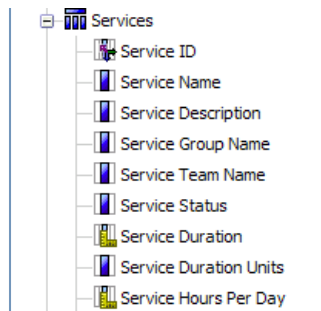 Services
Service ID
Service Name
Service Description
Service Group Name
Service Team Name
Service Status
Service Duration
Service Duration Units
Service Hours Per Day